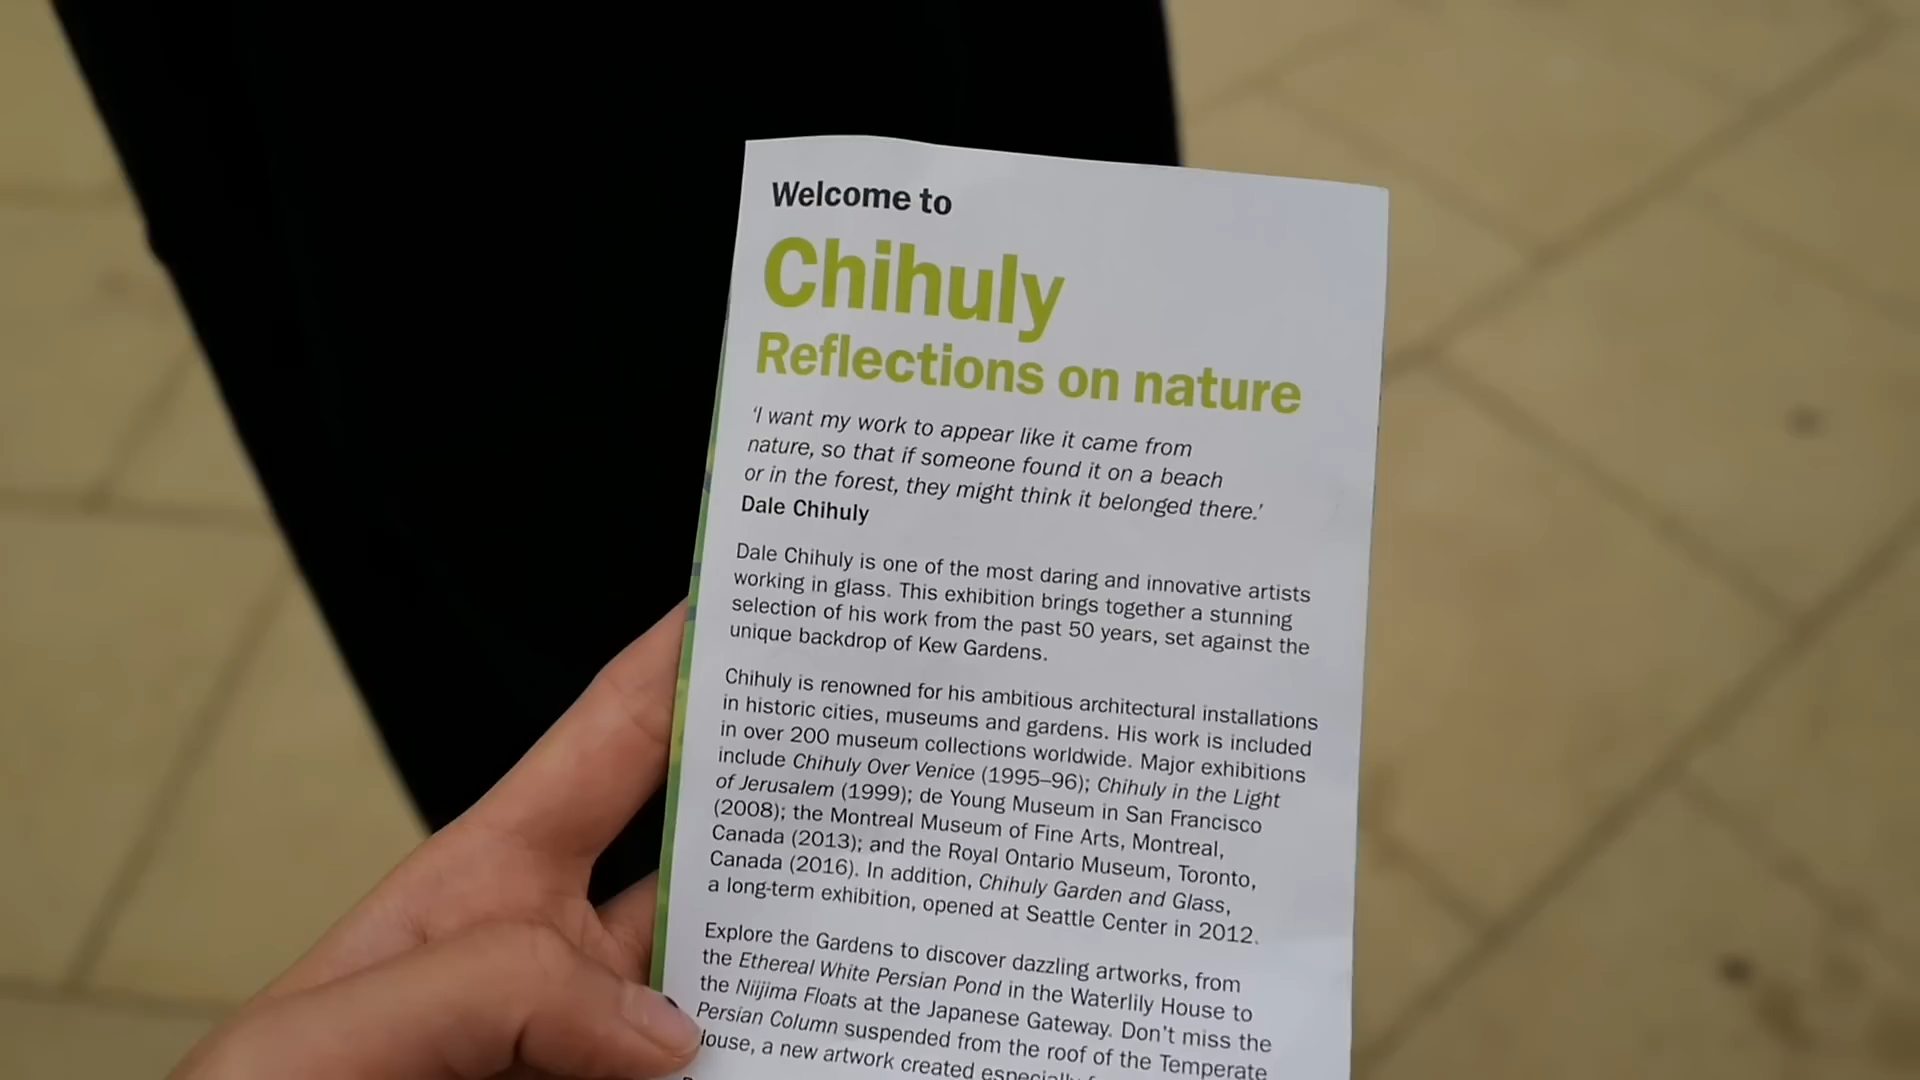 Welcome to
Chihuly
Reflections on nature
‘I want my work to appear like it came from
nature, so that if someone found it on a beach
or in the forest, they might think it belonged there.’
Dale Chihuly
Dale Chihuly is one of the most daring and innovative artists
working in glass. This exhibition brings together a stunning
selection of his work from the past 50 years, set against the
unique backdrop of Kew Gardens.
Chihuly is renowned for his ambitious architectural installations
in historic cities, museums and gardens. His work is included
in over 200 museum collections worldwide. Major exhibitions
include Chihuly Over Venice (1995–96); Chihuly in the Light
of Jerusalem (1999); de Young Museum in San Francisco
(2008); the Montreal Museum of Fine Arts, Montreal,
Canada (2013); and the Royal Ontario Museum, Toronto,
Canada (2016). In addition, Chihuly Garden and Glass,
a long-term exhibition, opened at Seattle Center in 2012.
Explore the Gardens to discover dazzling artworks, from
the Ethereal White Persian Pond in the Waterlily House to
the Niijima Floats at the Japanese Gateway. Don’t miss the
Persian Column suspended from the roof of the Temperate
House, a new artwork created especially